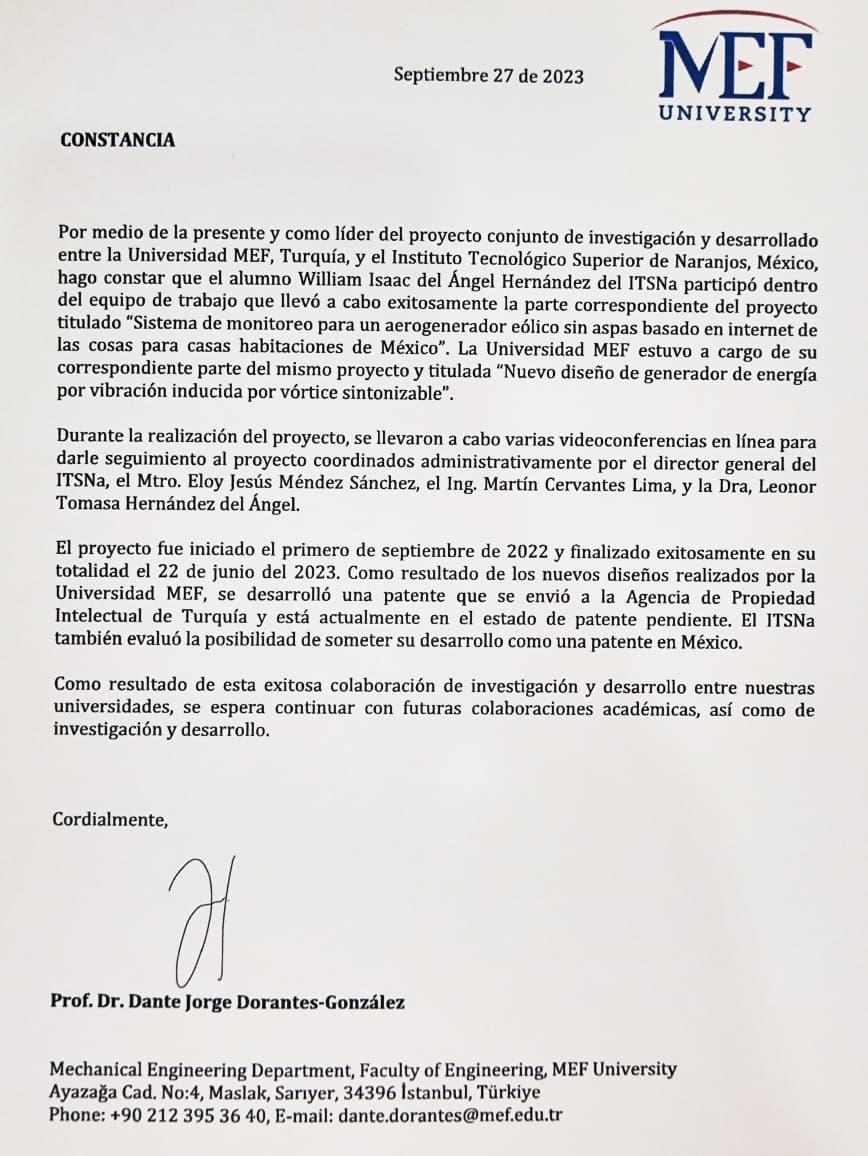 Septiembre 27 de 2023
MEF
UNIVERSITY
CONSTANCIA
Por medio de la presente y como líder del proyecto conjunto de investigación y desarrollado
entre la Universidad MEF, Turquía, y el Instituto Tecnológico Superior de Naranjos, México,
hago constar que el alumno William Isaac del Ángel Hernández del ITSNa participó dentro
del equipo de trabajo que llevó a cabo exitosamente la parte correspondiente del proyecto
titulado “Sistema de monitoreo para un aerogenerador eólico sin aspas basado en internet de
las cosas para casas habitaciones de México”. La Universidad MEF estuvo a cargo de su
correspondiente parte del mismo proyecto y titulada “Nuevo diseño de generador de energía
por vibración inducida por vórtice sintonizable”.
Durante la realización del proyecto, se llevaron a cabo varias videoconferencias en línea para
darle seguimiento al proyecto coordinados administrativamente por el director general del
ITSNa, el Mtro. Eloy Jesús Méndez Sánchez, el Ing. Martín Cervantes Lima, y la Dra, Leonor
Tomasa Hernández del Ángel.
El proyecto fue iniciado el primero de septiembre de 2022 y finalizado exitosamente en su
totalidad el 22 de junio del 2023. Como resultado de los nuevos diseños realizados por la
Universidad MEF, se desarrolló una patente que se envió a la Agencia de Propiedad
Intelectual de Turquía y está actualmente en el estado de patente pendiente. El ITSNa
también evaluó la posibilidad de someter su desarrollo como una patente en México.
Como resultado de esta exitosa colaboración de investigación y desarrollo entre nuestras
universidades, se espera continuar con futuras colaboraciones académicas, así como de
investigación y desarrollo.
Cordialmente,
Prof. Dr. Dante Jorge Dorantes-González
Mechanical Engineering Department, Faculty of Engineering, MEF University
Ayazağa Cad. No:4, Maslak, Sarıyer, 34396 İstanbul, Türkiye
Phone: +90 212 395 36 40, E-mail: dante.dorantes@mef.edu.tr